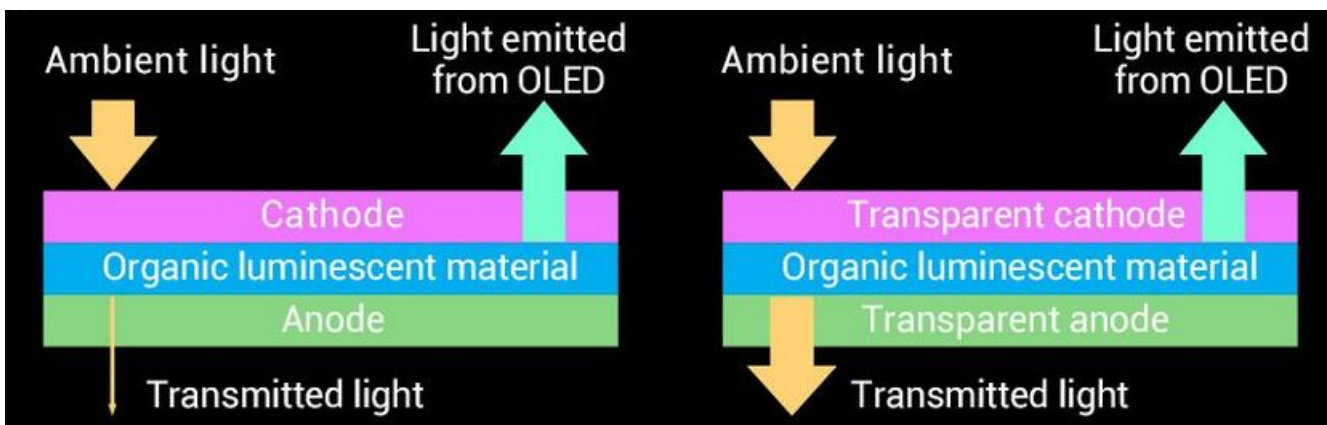 Ambient light
Light emitted
from OLED
Cathode
Organic luminescent material
Anode
Transmitted light
Ambient light
Light emitted
from OLED
Transparent cathode
Organic luminescent material
Transparent anode
Transmitted light